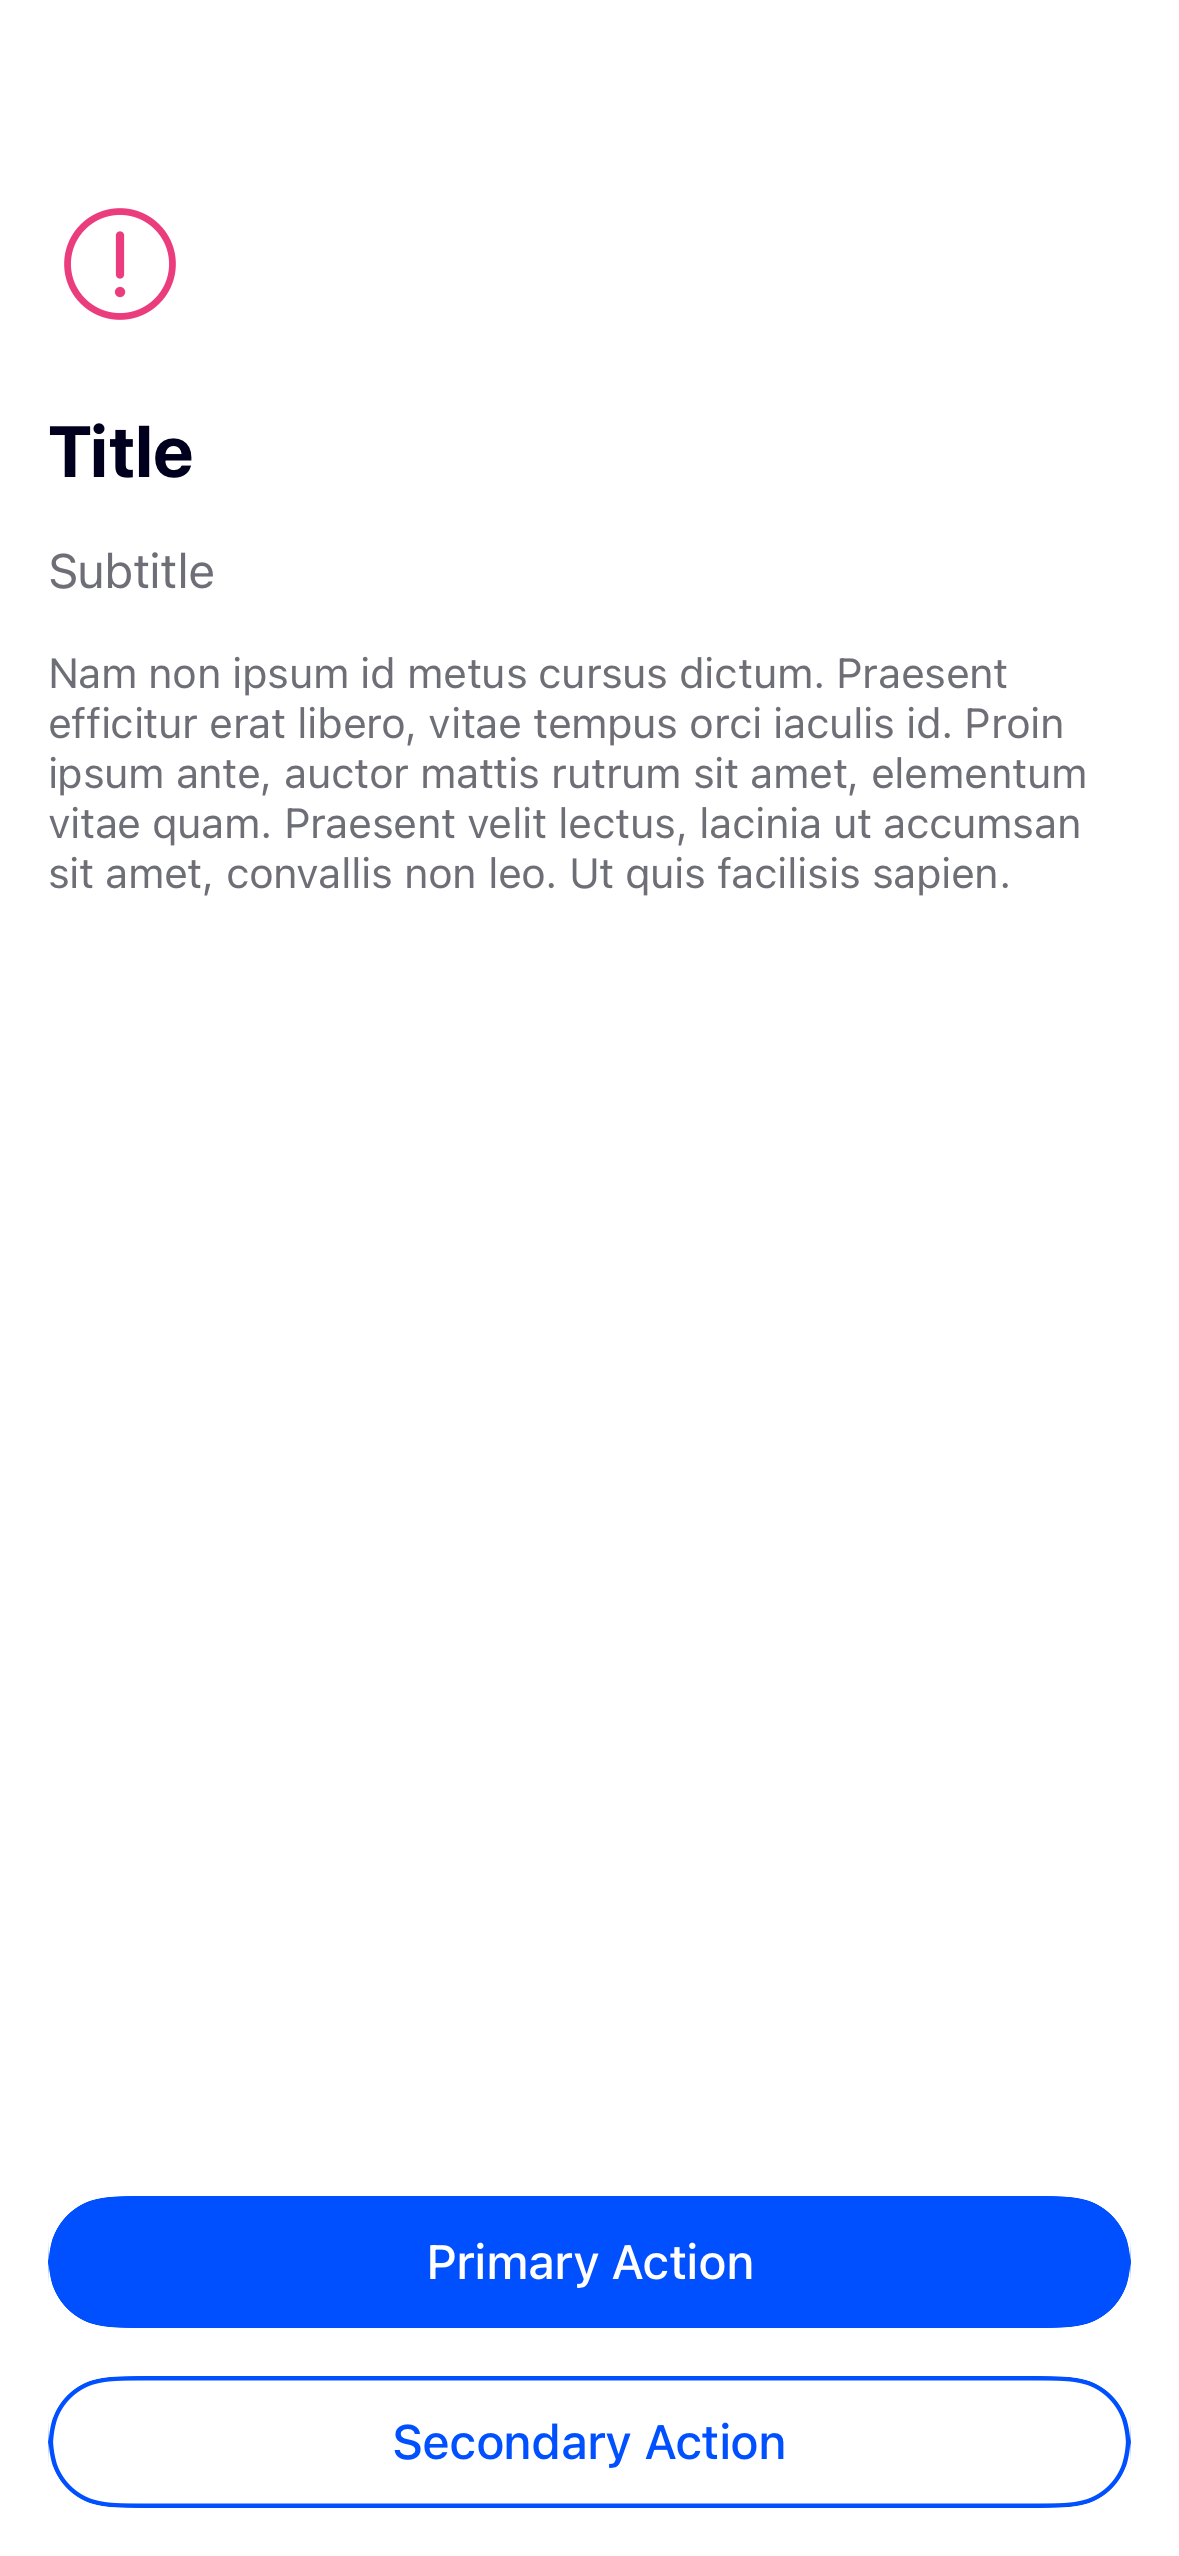 Title
Subtitle
Nam non ipsum id metus cursus dictum. Praesent
efficitur erat libero, vitae tempus orci iaculis id. Proin
ipsum ante, auctor mattis rutrum sit amet, elementum
vitae quam. Praesent velit lectus, lacinia ut accumsan
sit amet, convallis non leo. Ut quis facilisis sapien.
Primary Action
Secondary Action